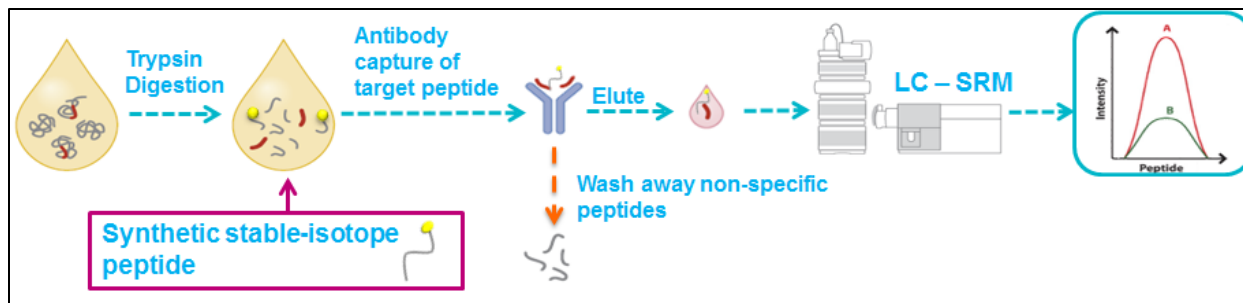 Trypsin
Digestion
Antibody
capture of
target peptide
Elute
LC – SRM
A
B
Intensity
Peptide
Wash away non-specific
peptides
Synthetic stable-isotope
peptide